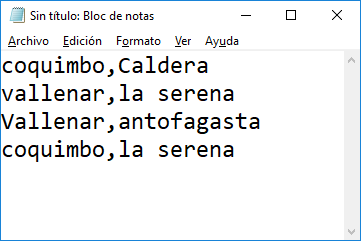 Sin título: Bloc de notas
Archivo Edición Formato Ver Ayuda
coquimbo,Caldera
vallenar,la serena
Vallenar,antofagasta
coquimbo,la serena